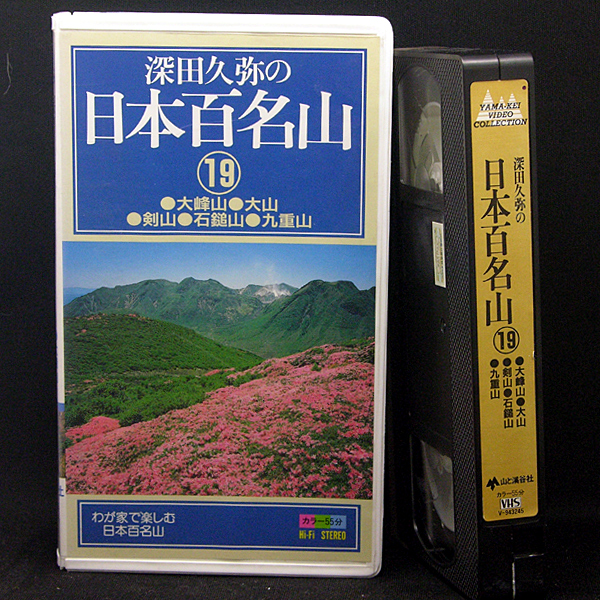 深田久弥の
日本百名山
19
●大峰山●大山
●剣山●石鎚山●九重山
わが家で楽しむ
日本百名山
カラー55分
Hi-Fi STEREO
YAMA-KEI
VIDEO
COLLECTION
深田久弥の
日本百名山
19
●大峰山●大山
●剣山●石鎚山
●九重山
山と溪谷社
カラー55分
VHS
V-943245